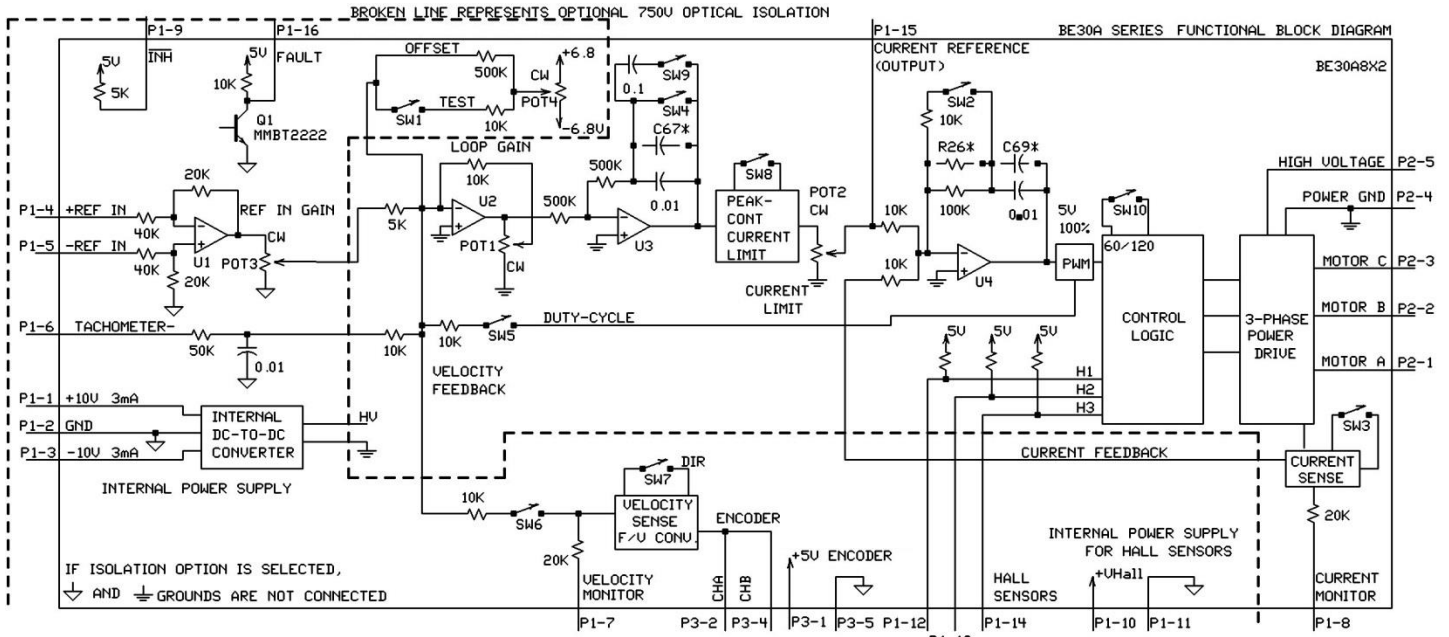 BROKEN LINE REPRESENTS OPTIONAL 750V OPTICAL ISOLATION
P1-9
P1-16
P1-15
BE30A SERIES FUNCTIONAL BLOCK DIAGRAM
INH
FAULT
5V
5V
5K
10K
Q1
MMBT2222
OFFSET
500K
CW
POT4
+6.8
-6.8V
SW1
TEST
10K
SW9
0.1
SW4
C67*
500K
0.01
CURRENT REFERENCE
(OUTPUT)
BE30A8X2
SW2
10K
R26*
C69*
100K
0.01
LOOP GAIN
10K
U2
5K
POT1
CW
500K
U3
SW8
PEAK-
CONT
CURRENT
LIMIT
POT2
CW
CURRENT
LIMIT
10K
10K
U4
5V
100%
PWM
SW10
60/120
CONTROL
LOGIC
3-PHASE
POWER
DRIVE
HIGH VOLTAGE P2-5
POWER GND P2-4
MOTOR C P2-3
MOTOR B P2-2
MOTOR A P2-1
P1-4 +REF IN
P1-5 -REF IN
20K
40K
40K
20K
U1
REF IN GAIN
CW
POT3
P1-6 TACHOMETER-
50K
0.01
10K
10K
SW5
DUTY-CYCLE
VELOCITY
FEEDBACK
5V
5V
5V
H1
H2
H3
P1-1 +10V 3mA
P1-2 GND
P1-3 -10V 3mA
INTERNAL
DC-TO-DC
CONVERTER
HV
INTERNAL POWER SUPPLY
CURRENT FEEDBACK
SW3
CURRENT
SENSE
20K
10K
SW6
SW7
DIR
VELOCITY
SENSE
F/V CONV.
ENCODER
20K
VELOCITY
MONITOR
CHA
CHB
+5V ENCODER
INTERNAL POWER SUPPLY
FOR HALL SENSORS
+VHall
HALL
SENSORS
CURRENT
MONITOR
IF ISOLATION OPTION IS SELECTED,
AND GROUNDS ARE NOT CONNECTED
P1-7
P3-2
P3-4
P3-1
P3-5
P1-12
P1-14
P1-10
P1-11
P1-8